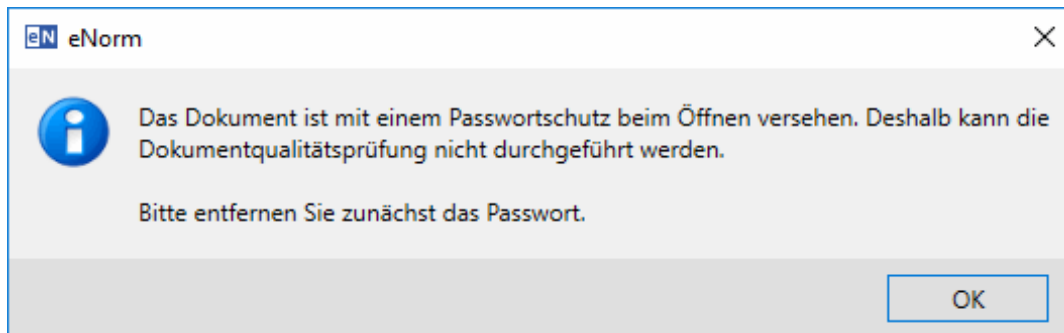 eN eNorm
Das Dokument ist mit einem Passwortschutz beim Öffnen versehen. Deshalb kann die
Dokumentqualitätsprüfung nicht durchgeführt werden.
Bitte entfernen Sie zunächst das Passwort.
OK